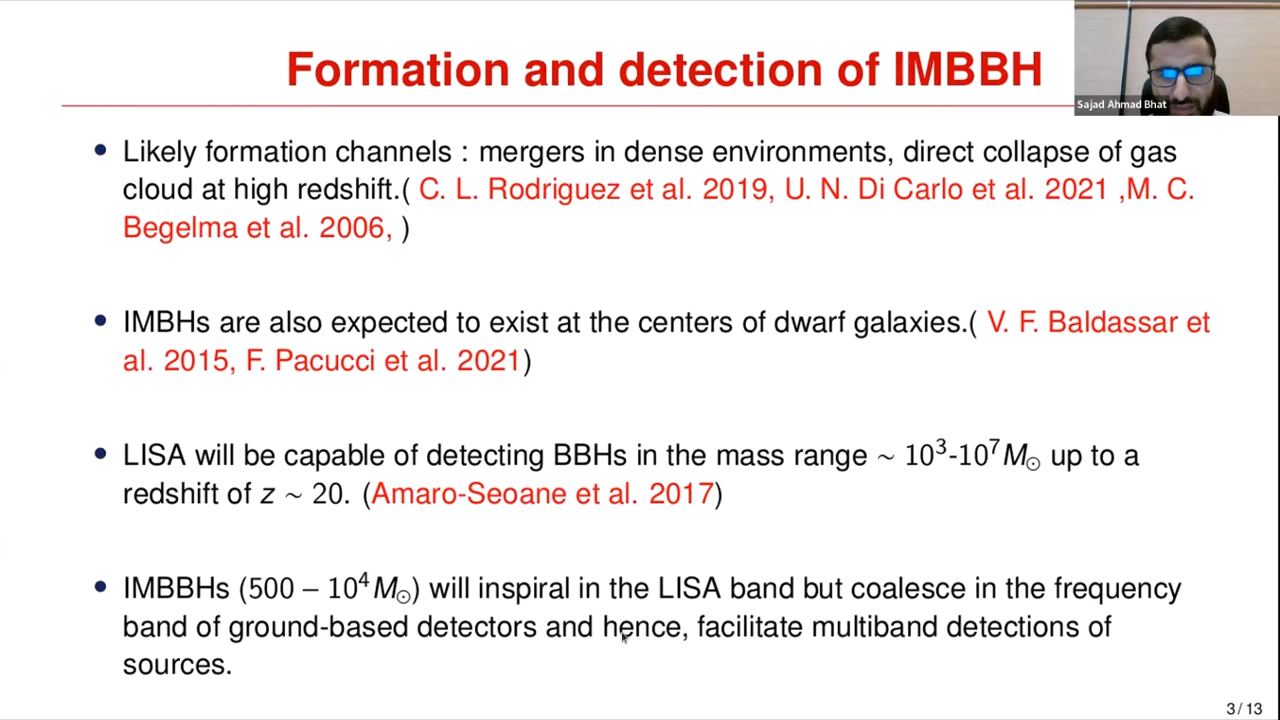 Formation and detection of IMBBH
Sajad Ahmad Bhat
• Likely formation channels : mergers in dense environments, direct collapse of gas
cloud at high redshift.( C. L. Rodriguez et al. 2019, U. N. Di Carlo et al. 2021 ,M. C.
Begelma et al. 2006, )
• IMBHs are also expected to exist at the centers of dwarf galaxies.( V. F. Baldassar et
al. 2015, F. Pacucci et al. 2021)
• LISA will be capable of detecting BBHs in the mass range ∼ 10³-10⁷M⊙ up to a
redshift of z ∼ 20. (Amaro-Seoane et al. 2017)
• IMBBHs (500 − 10⁴M⊙) will inspiral in the LISA band but coalesce in the frequency
band of ground-based detectors and hence, facilitate multiband detections of
sources.
3 / 13